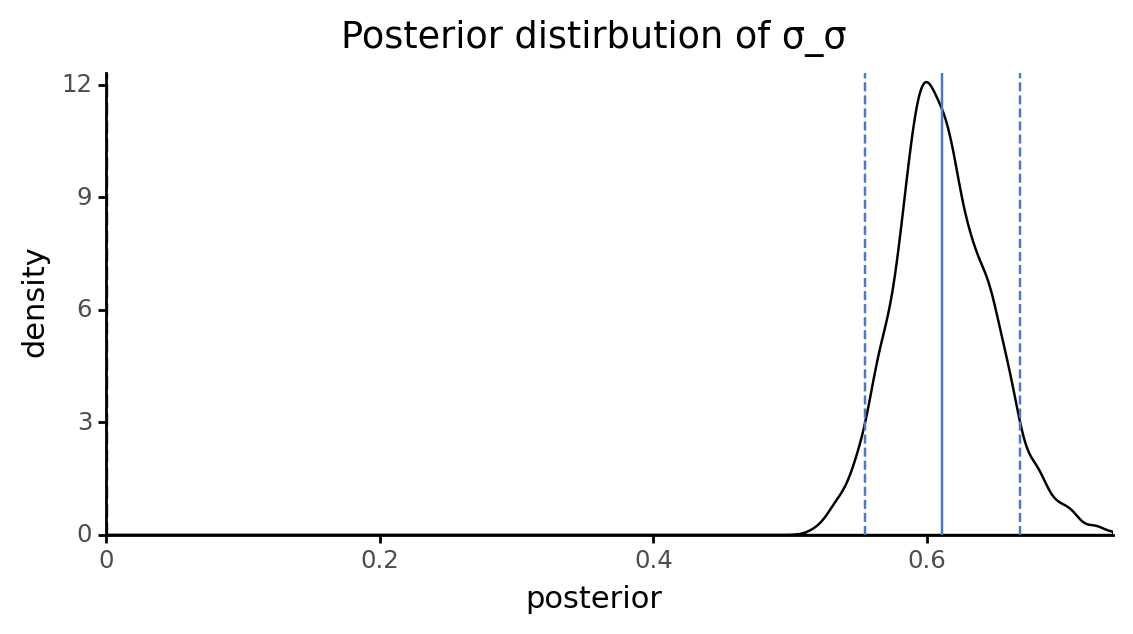 Posterior distirbution of σ_σ
12
9
6
3
0
density
0 0.2 0.4 0.6
posterior